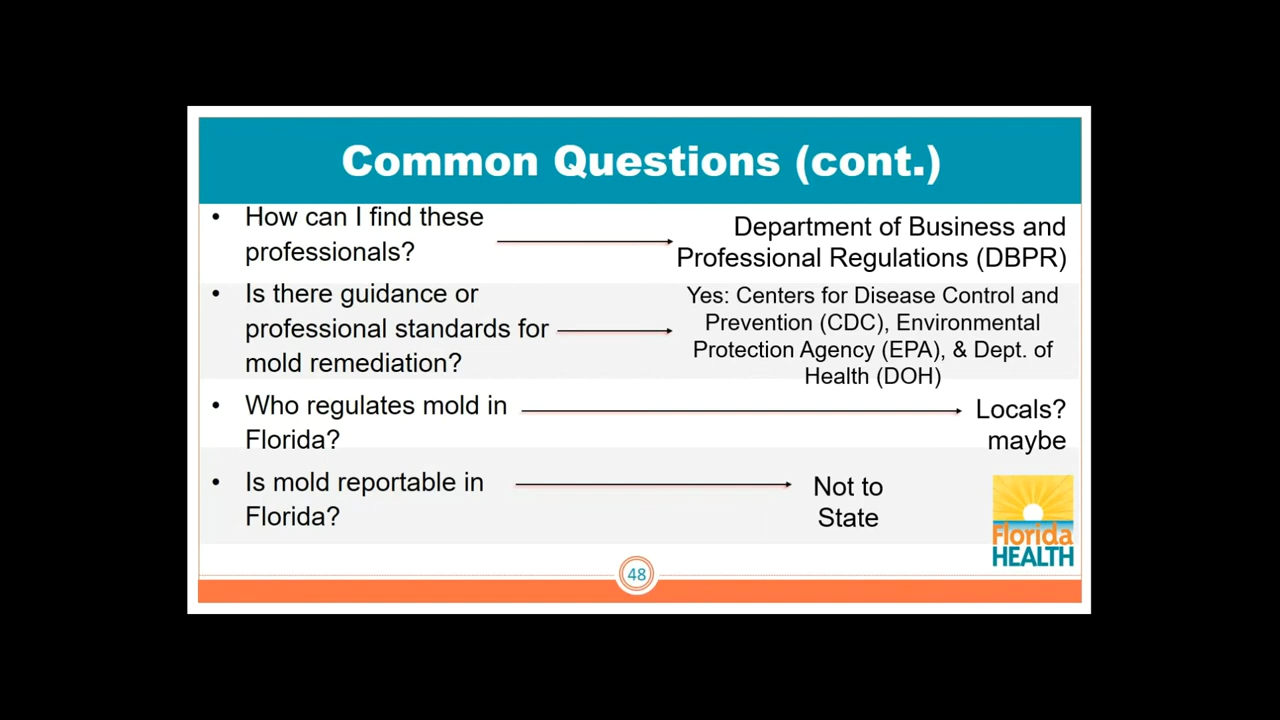 Common Questions (cont.)
• How can I find these
professionals?
Department of Business and
Professional Regulations (DBPR)
• Is there guidance or
professional standards for
mold remediation?
Yes: Centers for Disease Control and
Prevention (CDC), Environmental
Protection Agency (EPA), & Dept. of
Health (DOH)
• Who regulates mold in
Florida?
Locals?
maybe
• Is mold reportable in
Florida?
Not to
State
Florida
HEALTH
48